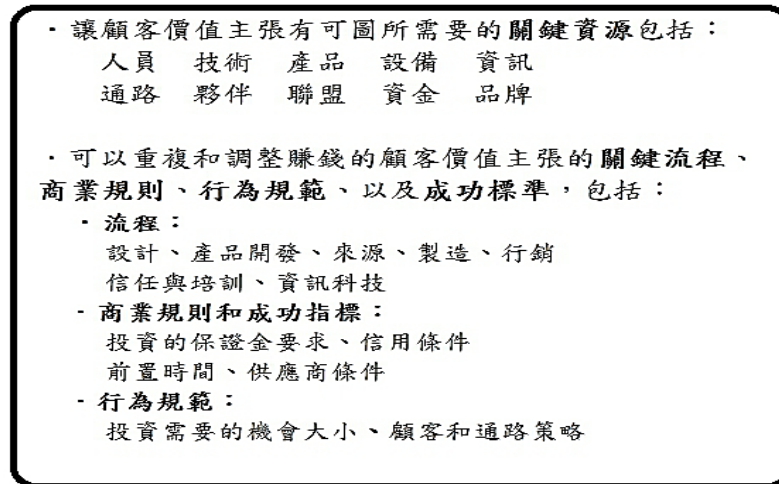 ·讓顧客價值主張有可圖所需要的關鍵資源包括：
人員 技術 產品 設備 資訊
通路 夥伴 聯盟 資金 品牌
·可以重複和調整賺錢的顧客價值主張的關鍵流程、
商業規則、行為規範、以及成功標準，包括：
·流程：
設計、產品開發、來源、製造、行銷
信任與培訓、資訊科技
·商業規則和成功指標：
投資的保證金要求、信用條件
前置時間、供應商條件
·行為規範：
投資需要的機會大小、顧客和通路策略